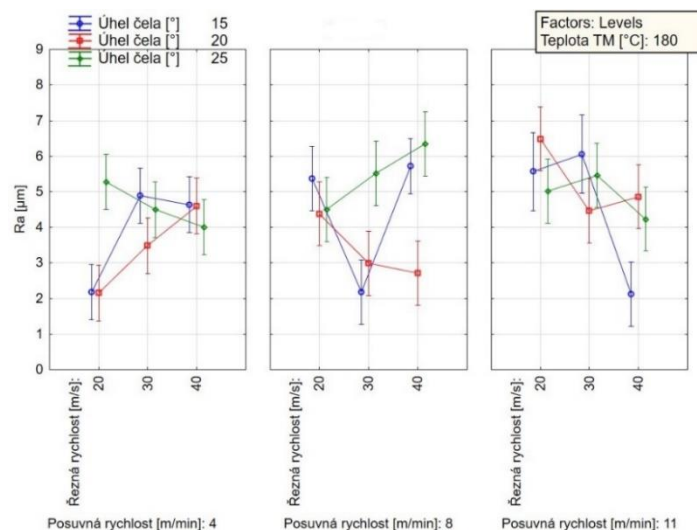 Úhel čela [°] 15
Úhel čela [°] 20
Úhel čela [°] 25
Factors: Levels
Teplota TM [°C]: 180
Ra [µm]
9
8
7
6
5
4
3
2
1
0
Řezná rychlost [m/s]:
20
30
40
Řezná rychlost [m/s]:
20
30
40
Řezná rychlost [m/s]:
20
30
40
Posuvná rychlost [m/min]: 4
Posuvná rychlost [m/min]: 8
Posuvná rychlost [m/min]: 11